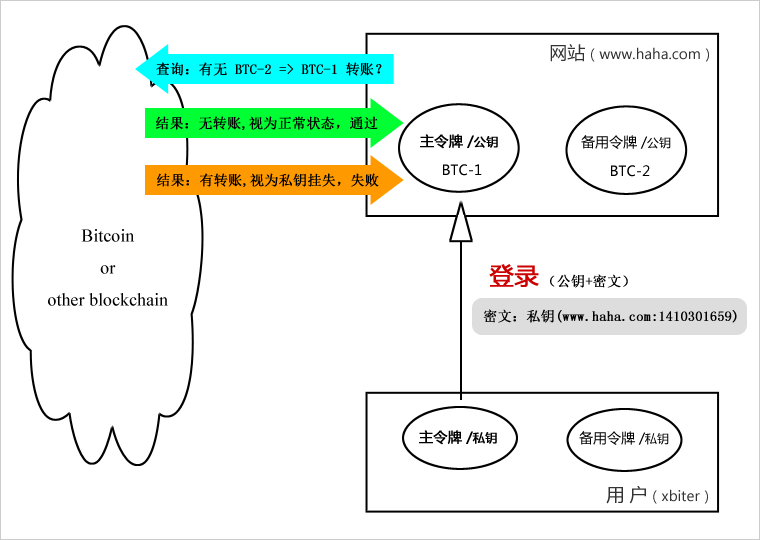 网站 ( www.haha.com )
查询: 有无 BTC-2 => BTC-1 转账?
结果: 无转账,视为正常状态, 通过
结果: 有转账,视为私钥挂失, 失败
主令牌 /公钥
BTC-1
备用令牌 /公钥
BTC-2
Bitcoin
or
other blockchain
登录 (公钥+密文)
密文: 私钥(www.haha.com:1410301659)
主令牌 /私钥
备用令牌 /私钥
用 户 ( xbiter )